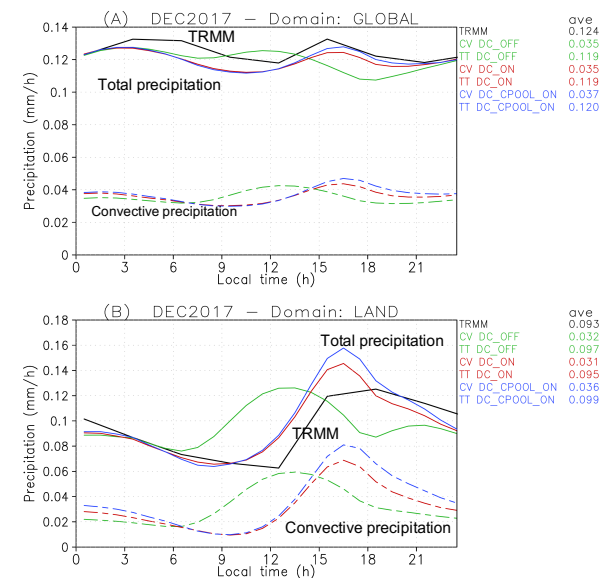 (A) DEC2017 – Domain: GLOBAL
ave
TRMM 0.124
CV DC_OFF 0.035
TT DC_OFF 0.119
CV DC_ON 0.035
TT DC_ON 0.119
CV DC_CPOOL_ON 0.037
TT DC_CPOOL_ON 0.120
Precipitation (mm/h)
0.14
0.12
0.1
0.08
0.06
0.04
0.02
0
TRMM
Total precipitation
Convective precipitation
0 3 6 9 12 15 18 21
Local time (h)
(B) DEC2017 – Domain: LAND
ave
TRMM 0.093
CV DC_OFF 0.032
TT DC_OFF 0.097
CV DC_ON 0.031
TT DC_ON 0.095
CV DC_CPOOL_ON 0.036
TT DC_CPOOL_ON 0.099
Precipitation (mm/h)
0.18
0.16
0.14
0.12
0.1
0.08
0.06
0.04
0.02
0
Total precipitation
TRMM
Convective precipitation
0 3 6 9 12 15 18 21
Local time (h)